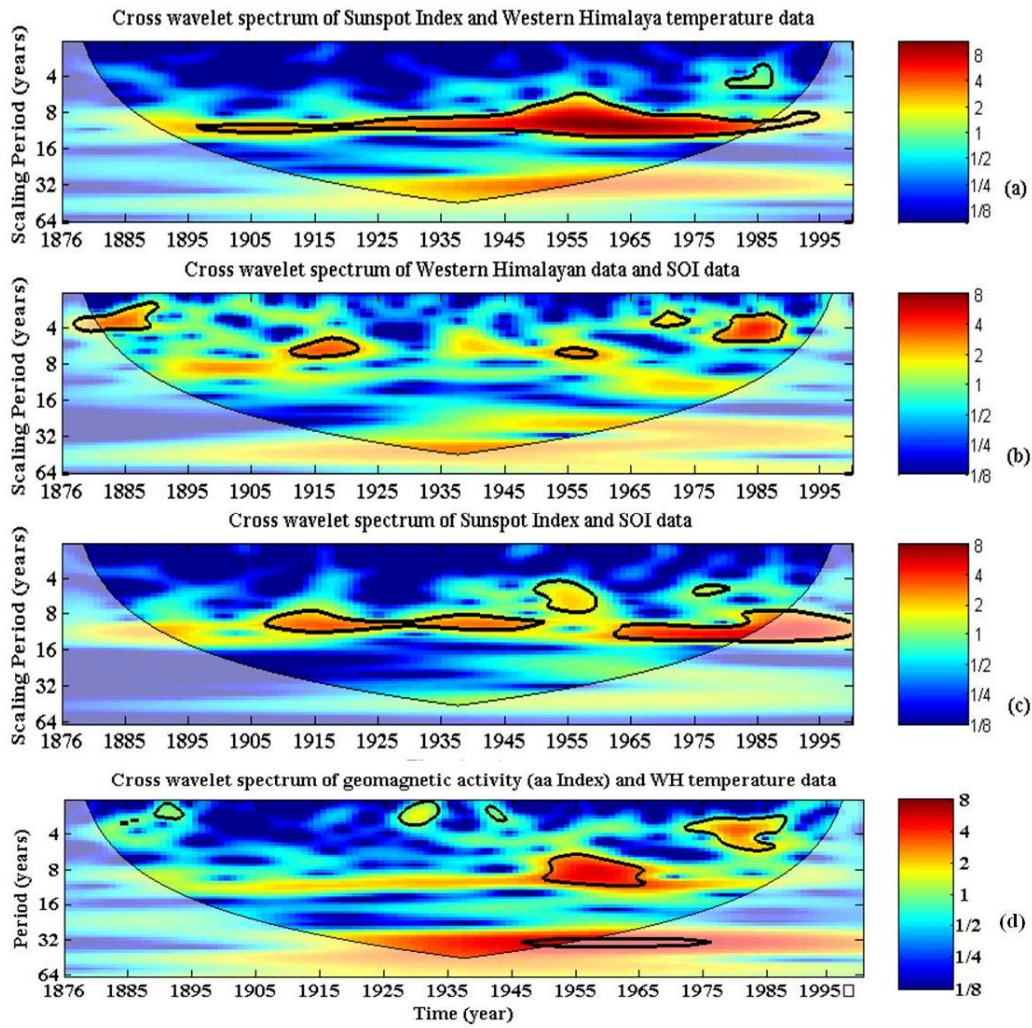 Cross wavelet spectrum of Sunspot Index and Western Himalaya temperature data
Scaling Period (years)
4
8
16
32
64
1876 1885 1895 1905 1915 1925 1935 1945 1955 1965 1975 1985 1995
8
4
2
1
1/2
1/4
1/8
(a)
Cross wavelet spectrum of Western Himalayan data and SOI data
Scaling Period (years)
4
8
16
32
64
1876 1885 1895 1905 1915 1925 1935 1945 1955 1965 1975 1985 1995
8
4
2
1
1/2
1/4
1/8
(b)
Cross wavelet spectrum of Sunspot Index and SOI data
Scaling Period (years)
4
8
16
32
64
1876 1885 1895 1905 1915 1925 1935 1945 1955 1965 1975 1985 1995
8
4
2
1
1/2
1/4
1/8
(c)
Cross wavelet spectrum of geomagnetic activity (aa Index) and WH temperature data
Period (years)
4
8
16
32
64
1876 1885 1895 1905 1915 1925 1935 1945 1955 1965 1975 1985 1995□
Time (year)
8
4
2
1
1/2
1/4
1/8
(d)